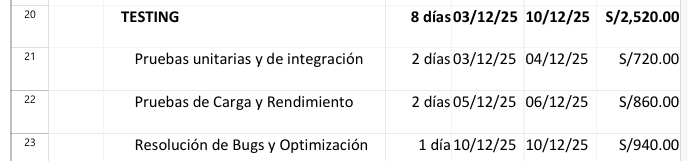 20 TESTING 8 días 03/12/25 10/12/25 S/2,520.00
21 Pruebas unitarias y de integración 2 días 03/12/25 04/12/25 S/720.00
22 Pruebas de Carga y Rendimiento 2 días 05/12/25 06/12/25 S/860.00
23 Resolución de Bugs y Optimización 1 día 10/12/25 10/12/25 S/940.00